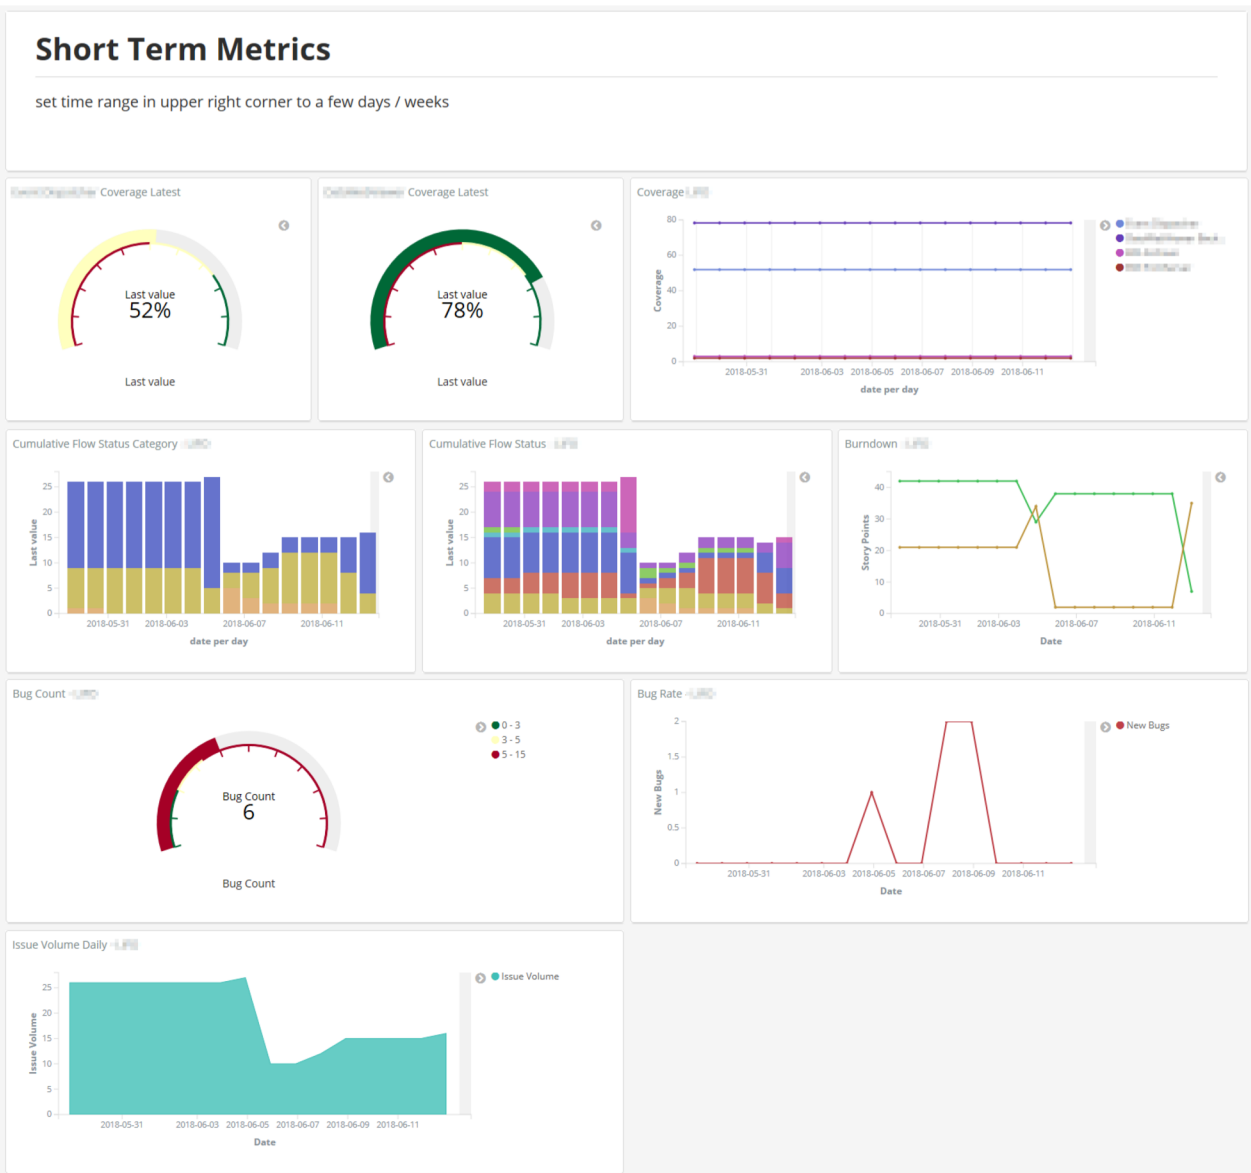 Short Term Metrics
set time range in upper right corner to a few days / weeks
Coverage Latest
Last value
52%
Last value
Coverage Latest
Last value
78%
Last value
Coverage
Coverage
80
60
40
20
0
2018-05-31 2018-06-03 2018-06-05 2018-06-07 2018-06-09 2018-06-11
date per day
Cumulative Flow Status Category
Last value
25
20
15
10
5
0
2018-05-31 2018-06-03 2018-06-07 2018-06-11
date per day
Cumulative Flow Status
Last value
25
20
15
10
5
0
2018-05-31 2018-06-03 2018-06-07 2018-06-11
date per day
Burndown
Story Points
40
30
20
10
0
2018-05-31 2018-06-03 2018-06-07 2018-06-11
Date
Bug Count
0 - 3
3 - 5
5 - 15
Bug Count
6
Bug Count
Bug Rate
New Bugs
2
1.5
1
0.5
0
2018-05-31 2018-06-03 2018-06-05 2018-06-07 2018-06-09 2018-06-11
Date
New Bugs
Issue Volume Daily
Issue Volume
25
20
15
10
5
0
2018-05-31 2018-06-03 2018-06-05 2018-06-07 2018-06-09 2018-06-11
Date
Issue Volume